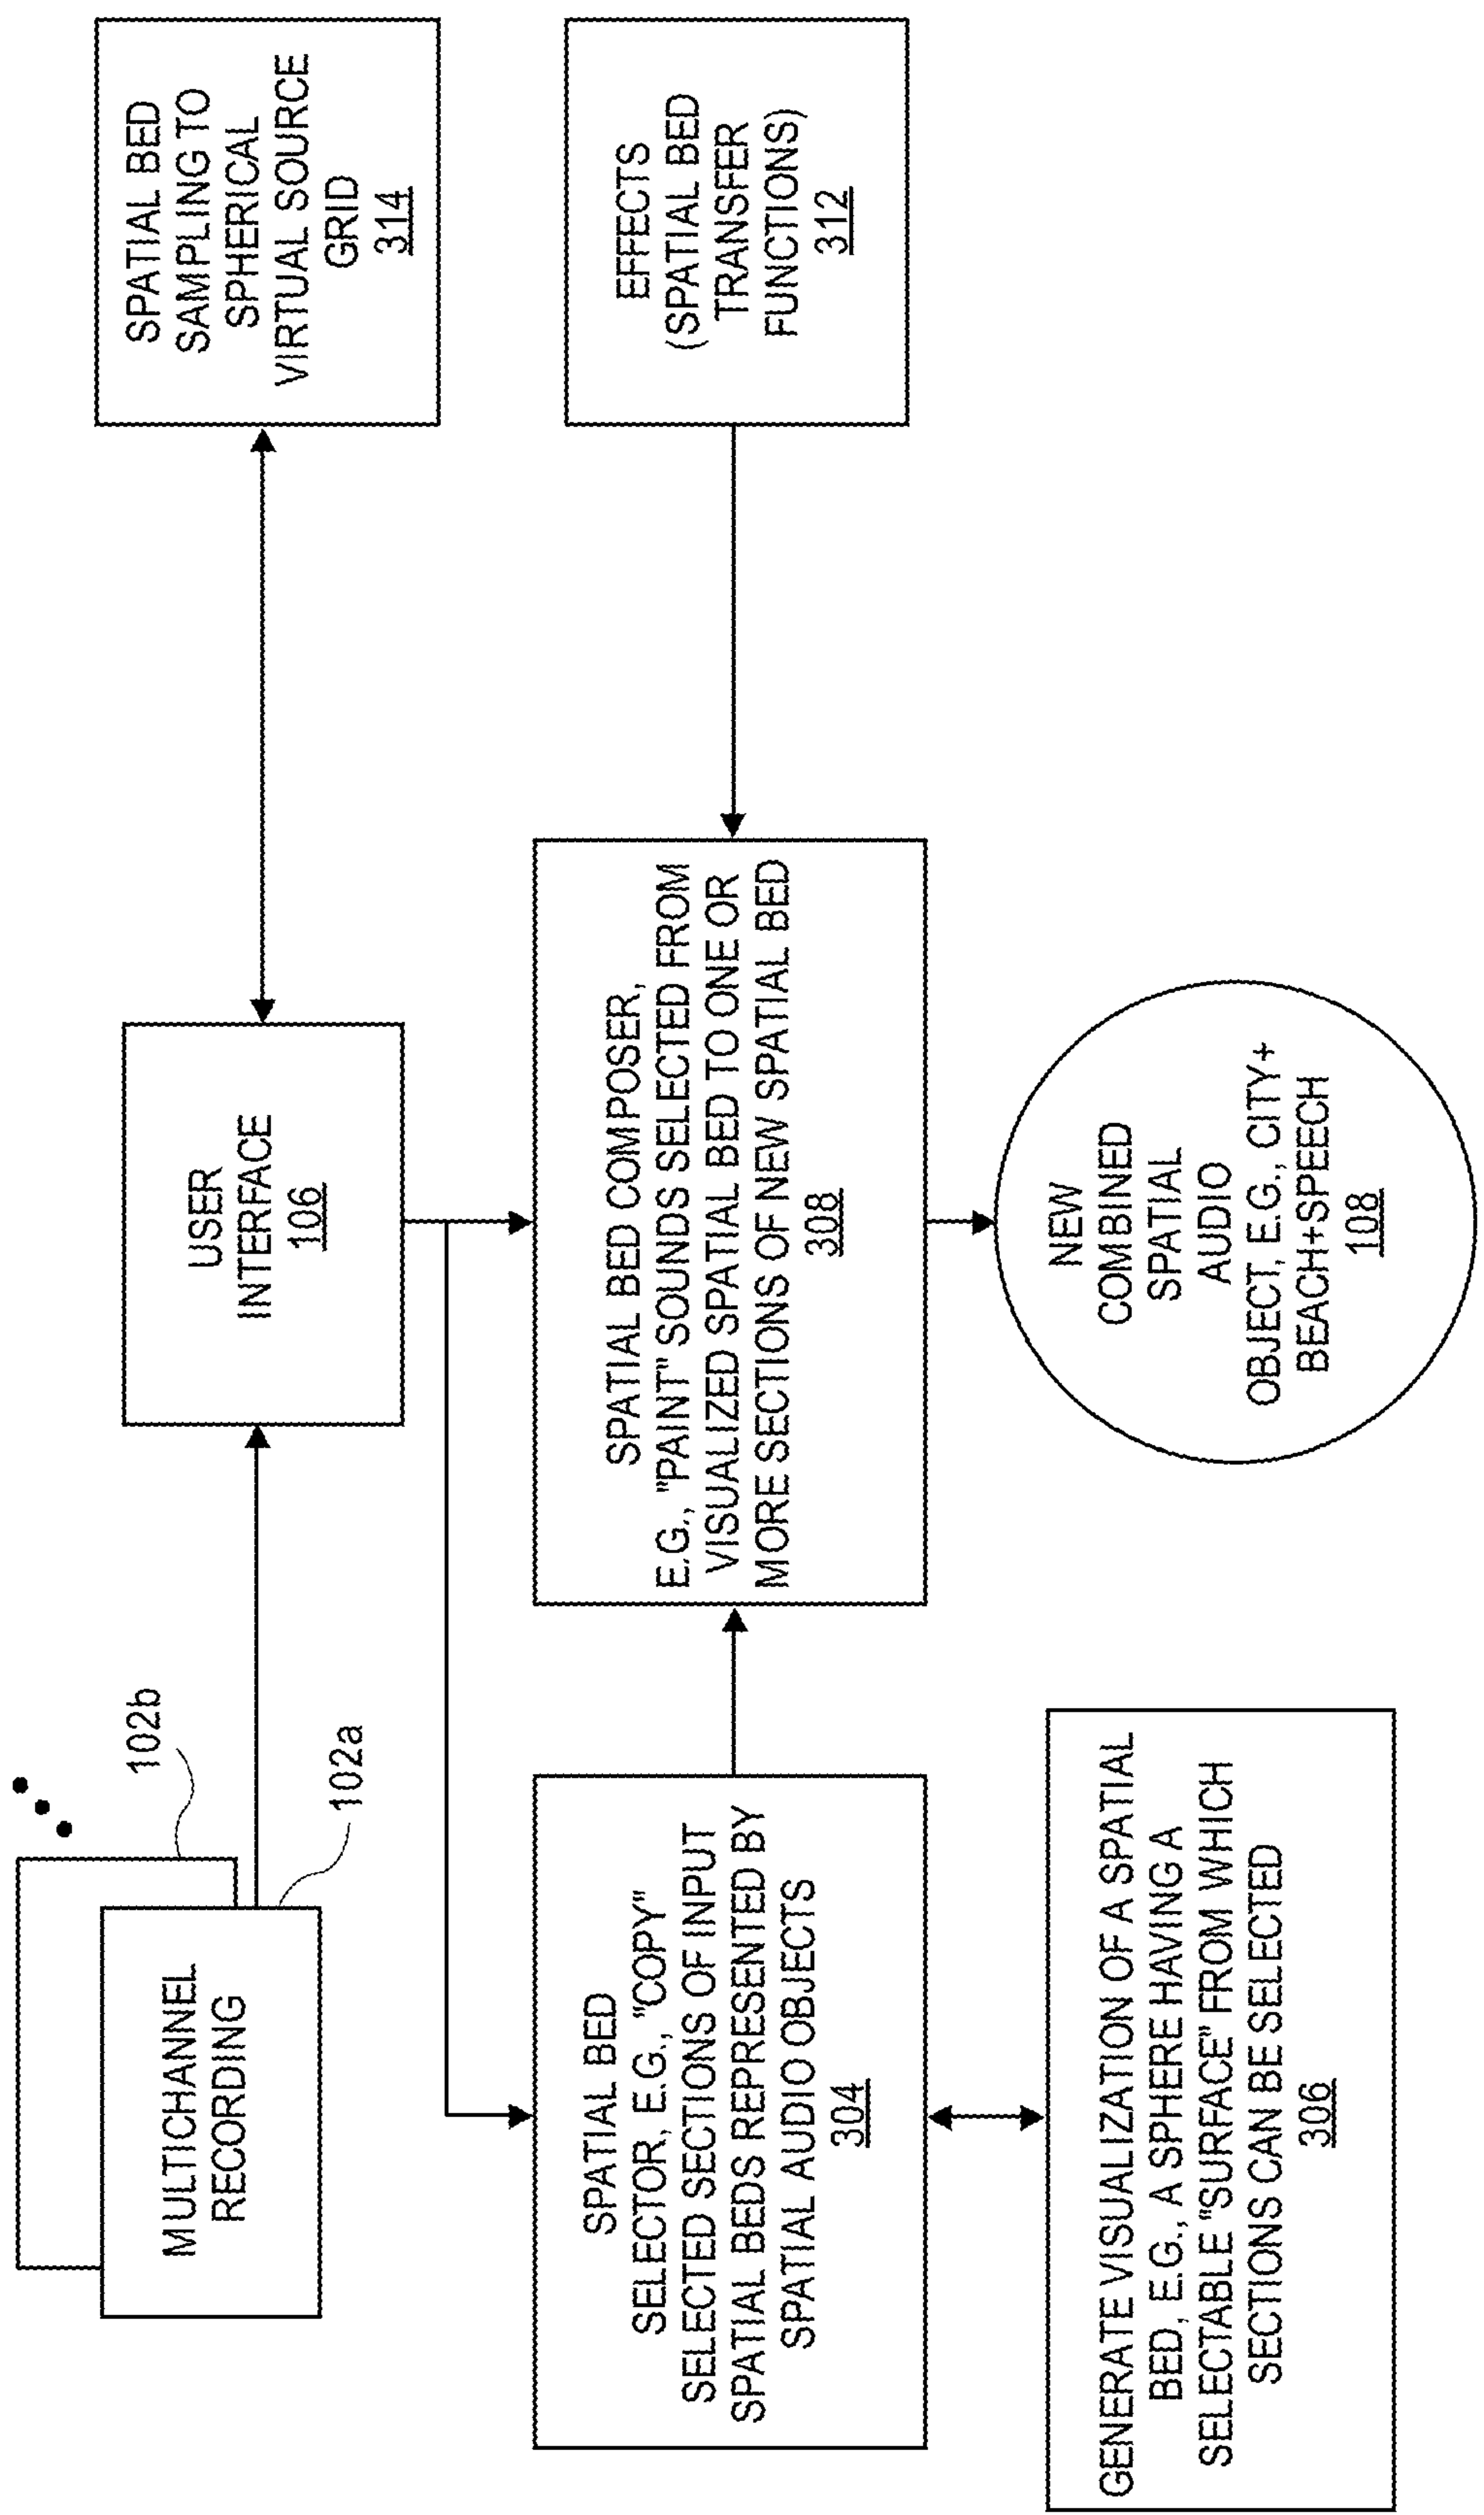 102b
102a
MULTICHANNEL
RECORDING
USER
INTERFACE
106
SPATIAL BED
SAMPLING TO
SPHERICAL
VIRTUAL SOURCE
GRID
314
SPATIAL BED
SELECTOR, E.G., "COPY"
SELECTED SECTIONS OF INPUT
SPATIAL BEDS REPRESENTED BY
SPATIAL AUDIO OBJECTS
304
SPATIAL BED COMPOSER,
E.G., "PAINT" SOUNDS SELECTED FROM
VISUALIZED SPATIAL BED TO ONE OR
MORE SECTIONS OF NEW SPATIAL BED
308
EFFECTS
(SPATIAL BED
TRANSFER
FUNCTIONS)
312
GENERATE VISUALIZATION OF A SPATIAL
BED, E.G., A SPHERE HAVING A
SELECTABLE "SURFACE" FROM WHICH
SECTIONS CAN BE SELECTED
306
NEW
COMBINED
SPATIAL
AUDIO
OBJECT, E.G., CITY+
BEACH+SPEECH
108